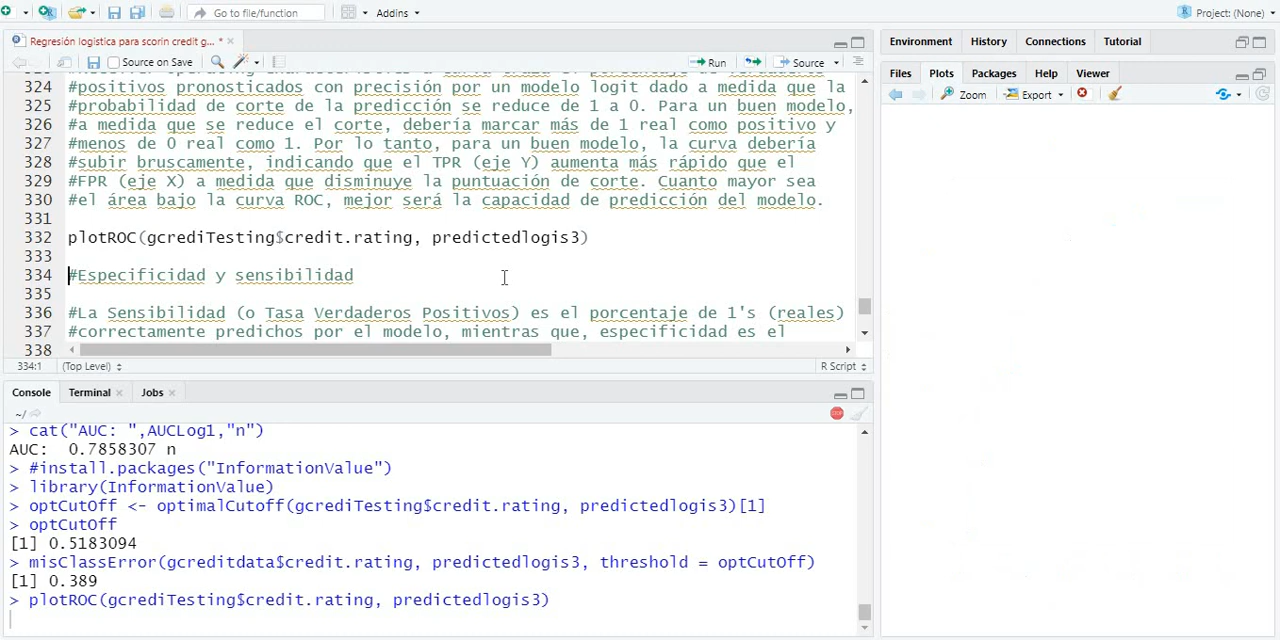 Go to file/function
Addins
Project: (None)
Regresión logística para scorin credit g...*
Source on Save
Run
Source
324 #positivos pronosticados con precisión por un modelo logit dado a medida que la
325 #probabilidad de corte de la predicción se reduce de 1 a 0. Para un buen modelo,
326 #a medida que se reduce el corte, debería marcar más de 1 real como positivo y
327 #menos de 0 real como 1. Por lo tanto, para un buen modelo, la curva debería
328 #subir bruscamente, indicando que el TPR (eje Y) aumenta más rápido que el
329 #FPR (eje X) a medida que disminuye la puntuación de corte. Cuanto mayor sea
330 #el área bajo la curva ROC, mejor será la capacidad de predicción del modelo.
331
332 plotROC(gcrediTesting$credit.rating, predictedlogis3)
333
334 #Especificidad y sensibilidad
335
336 #La Sensibilidad (o Tasa Verdaderos Positivos) es el porcentaje de 1's (reales)
337 #correctamente predichos por el modelo, mientras que, especificidad es el
338
334:1 (Top Level) R Script
Console Terminal Jobs
~/
> cat("AUC: ",AUCLog1,"n")
AUC:  0.7858307 n
> #install.packages("InformationValue")
> library(InformationValue)
> optCutOff <- optimalCutoff(gcrediTesting$credit.rating, predictedlogis3)[1]
> optCutOff
[1] 0.5183094
> misClassError(gcreditdata$credit.rating, predictedlogis3, threshold = optCutOff)
[1] 0.389
> plotROC(gcrediTesting$credit.rating, predictedlogis3)
Environment History Connections Tutorial
Files Plots Packages Help Viewer
Zoom Export